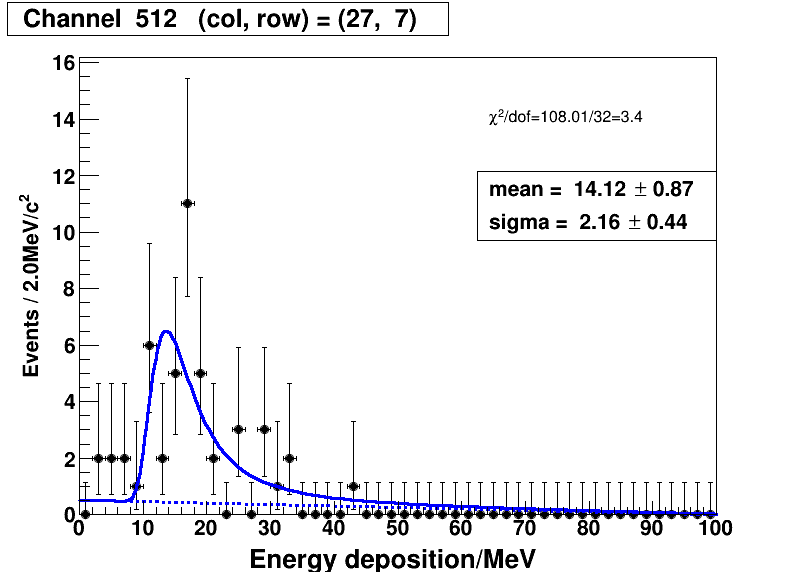 Channel 512 (col, row) = (27, 7)
χ²/dof=108.01/32=3.4
mean = 14.12 ± 0.87
sigma = 2.16 ± 0.44
Events / 2.0MeV/c²
16
14
12
10
8
6
4
2
0
0 10 20 30 40 50 60 70 80 90 100
Energy deposition/MeV